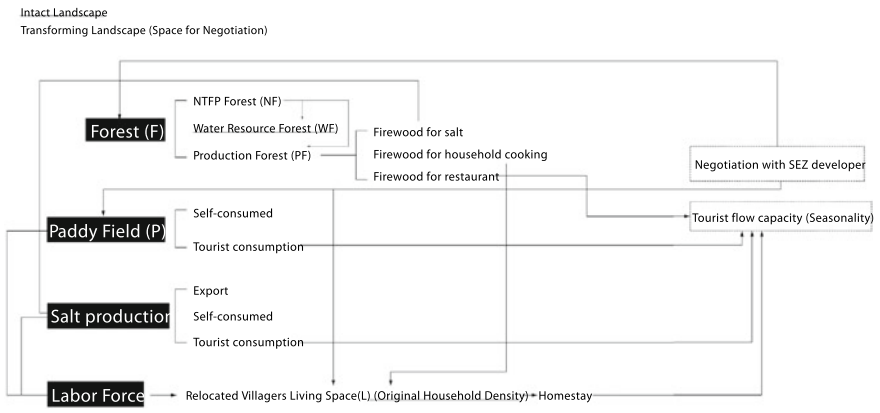 Intact Landscape
Transforming Landscape (Space for Negotiation)
Forest (F)
NTFP Forest (NF)
Water Resource Forest (WF)
Production Forest (PF)
Firewood for salt
Firewood for household cooking
Firewood for restaurant
Negotiation with SEZ developer
Tourist flow capacity (Seasonality)
Paddy Field (P)
Self-consumed
Tourist consumption
Salt production
Export
Self-consumed
Tourist consumption
Labor Force
Relocated Villagers Living Space(L) (Original Household Density)
Homestay